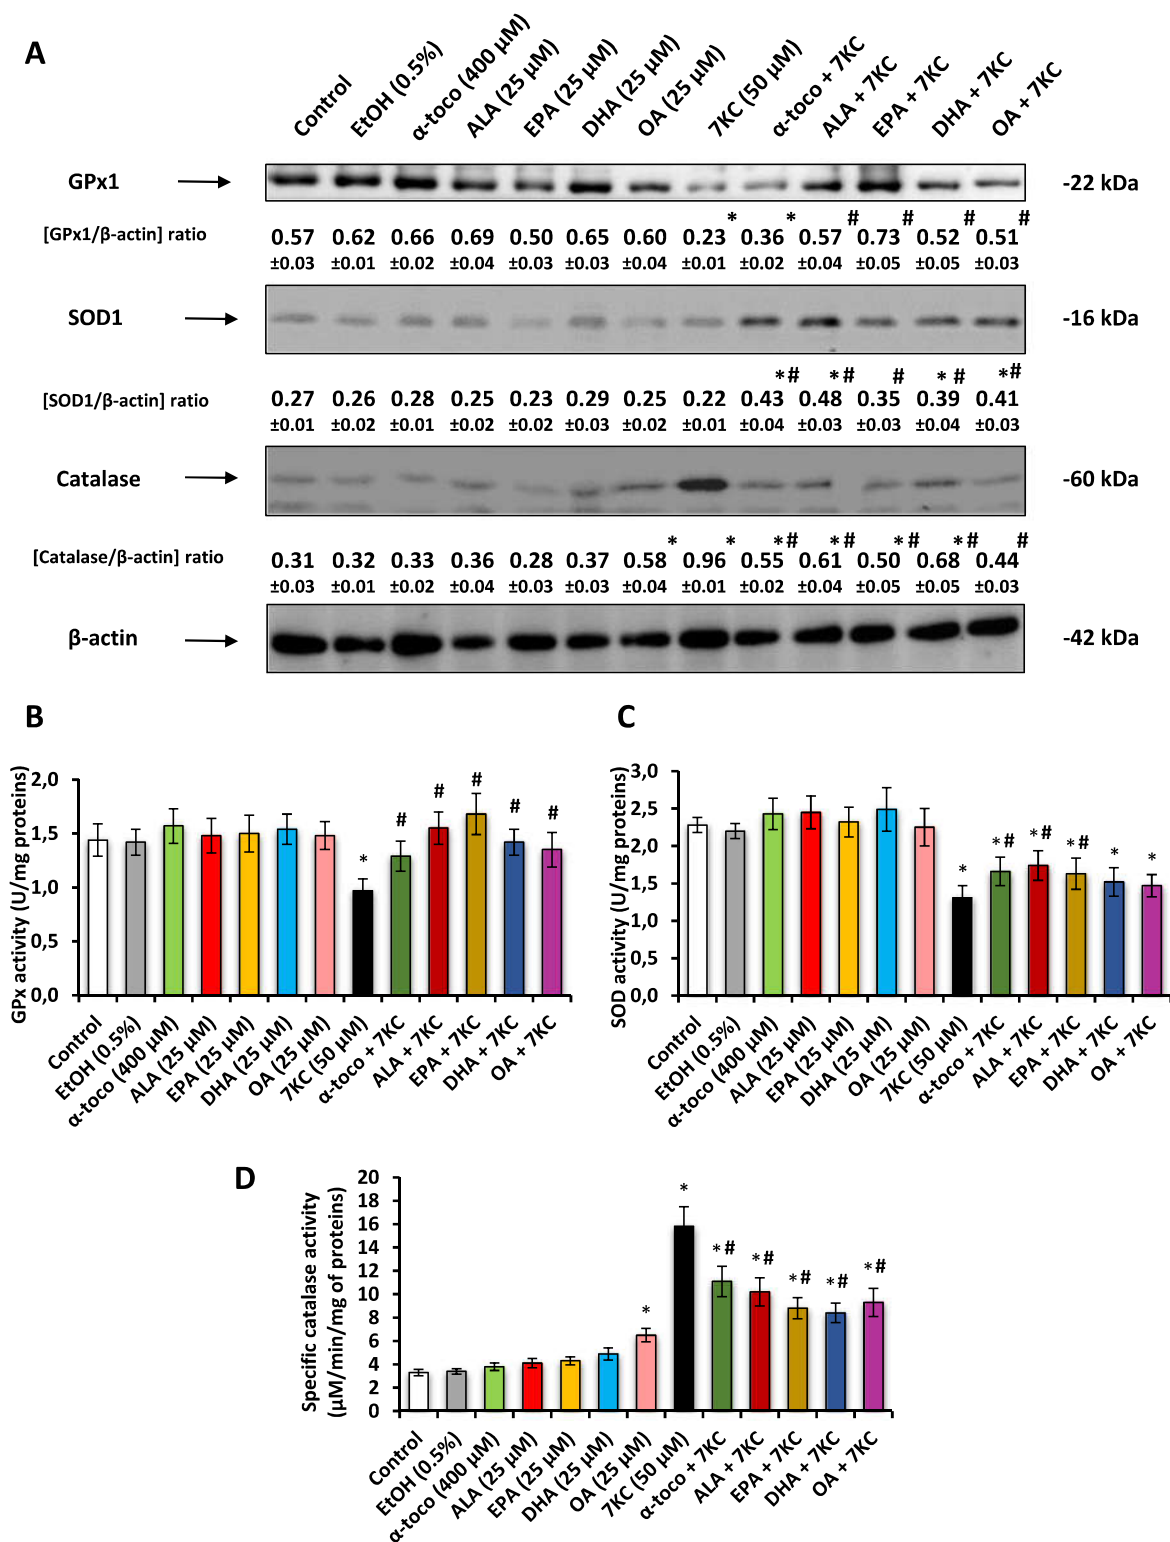 A
Control
EtOH (0.5%)
α-toco (400 µM)
ALA (25 µM)
EPA (25 µM)
DHA (25 µM)
OA (25 µM)
7KC (50 µM)
α-toco + 7KC
ALA + 7KC
EPA + 7KC
DHA + 7KC
OA + 7KC
GPx1
-22 kDa
* * # # # #
[GPx1/β-actin] ratio 0.57 0.62 0.66 0.69 0.50 0.65 0.60 0.23 0.36 0.57 0.73 0.52 0.51
±0.03 ±0.01 ±0.02 ±0.04 ±0.03 ±0.03 ±0.04 ±0.01 ±0.02 ±0.04 ±0.05 ±0.05 ±0.03
SOD1
-16 kDa
*# *# # *# *#
[SOD1/β-actin] ratio 0.27 0.26 0.28 0.25 0.23 0.29 0.25 0.22 0.43 0.48 0.35 0.39 0.41
±0.01 ±0.02 ±0.01 ±0.02 ±0.02 ±0.03 ±0.02 ±0.01 ±0.04 ±0.03 ±0.03 ±0.04 ±0.03
Catalase
-60 kDa
* * *# *# *# *# #
[Catalase/β-actin] ratio 0.31 0.32 0.33 0.36 0.28 0.37 0.58 0.96 0.55 0.61 0.50 0.68 0.44
±0.03 ±0.01 ±0.02 ±0.04 ±0.03 ±0.03 ±0.04 ±0.01 ±0.02 ±0.04 ±0.05 ±0.05 ±0.03
β-actin
-42 kDa
B
GPx activity (U/mg proteins)
2,0
1,5
1,0
0,5
0,0
* # # # # #
Control
EtOH (0.5%)
α-toco (400 µM)
ALA (25 µM)
EPA (25 µM)
DHA (25 µM)
OA (25 µM)
7KC (50 µM)
α-toco + 7KC
ALA + 7KC
EPA + 7KC
DHA + 7KC
OA + 7KC
C
SOD activity (U/mg proteins)
3,0
2,5
2,0
1,5
1,0
0,5
0,0
* *# *# *# * *
Control
EtOH (0.5%)
α-toco (400 µM)
ALA (25 µM)
EPA (25 µM)
DHA (25 µM)
OA (25 µM)
7KC (50 µM)
α-toco + 7KC
ALA + 7KC
EPA + 7KC
DHA + 7KC
OA + 7KC
D
Specific catalase activity
(µM/min/mg of proteins)
20
18
16
14
12
10
8
6
4
2
0
* * *# *# *# *# *#
Control
EtOH (0.5%)
α-toco (400 µM)
ALA (25 µM)
EPA (25 µM)
DHA (25 µM)
OA (25 µM)
7KC (50 µM)
α-toco + 7KC
ALA + 7KC
EPA + 7KC
DHA + 7KC
OA + 7KC